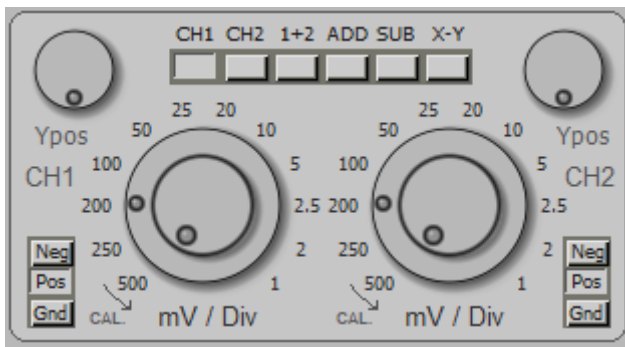 CH1 CH2 1+2 ADD SUB X-Y
Ypos
CH1
25 20
50 10
100 5
200 2.5
250 2
500 1
CAL.
mV / Div
Neg
Pos
Gnd
25 20
50 10
100 5
200 2.5
250 2
500 1
CAL.
mV / Div
Ypos
CH2
Neg
Pos
Gnd